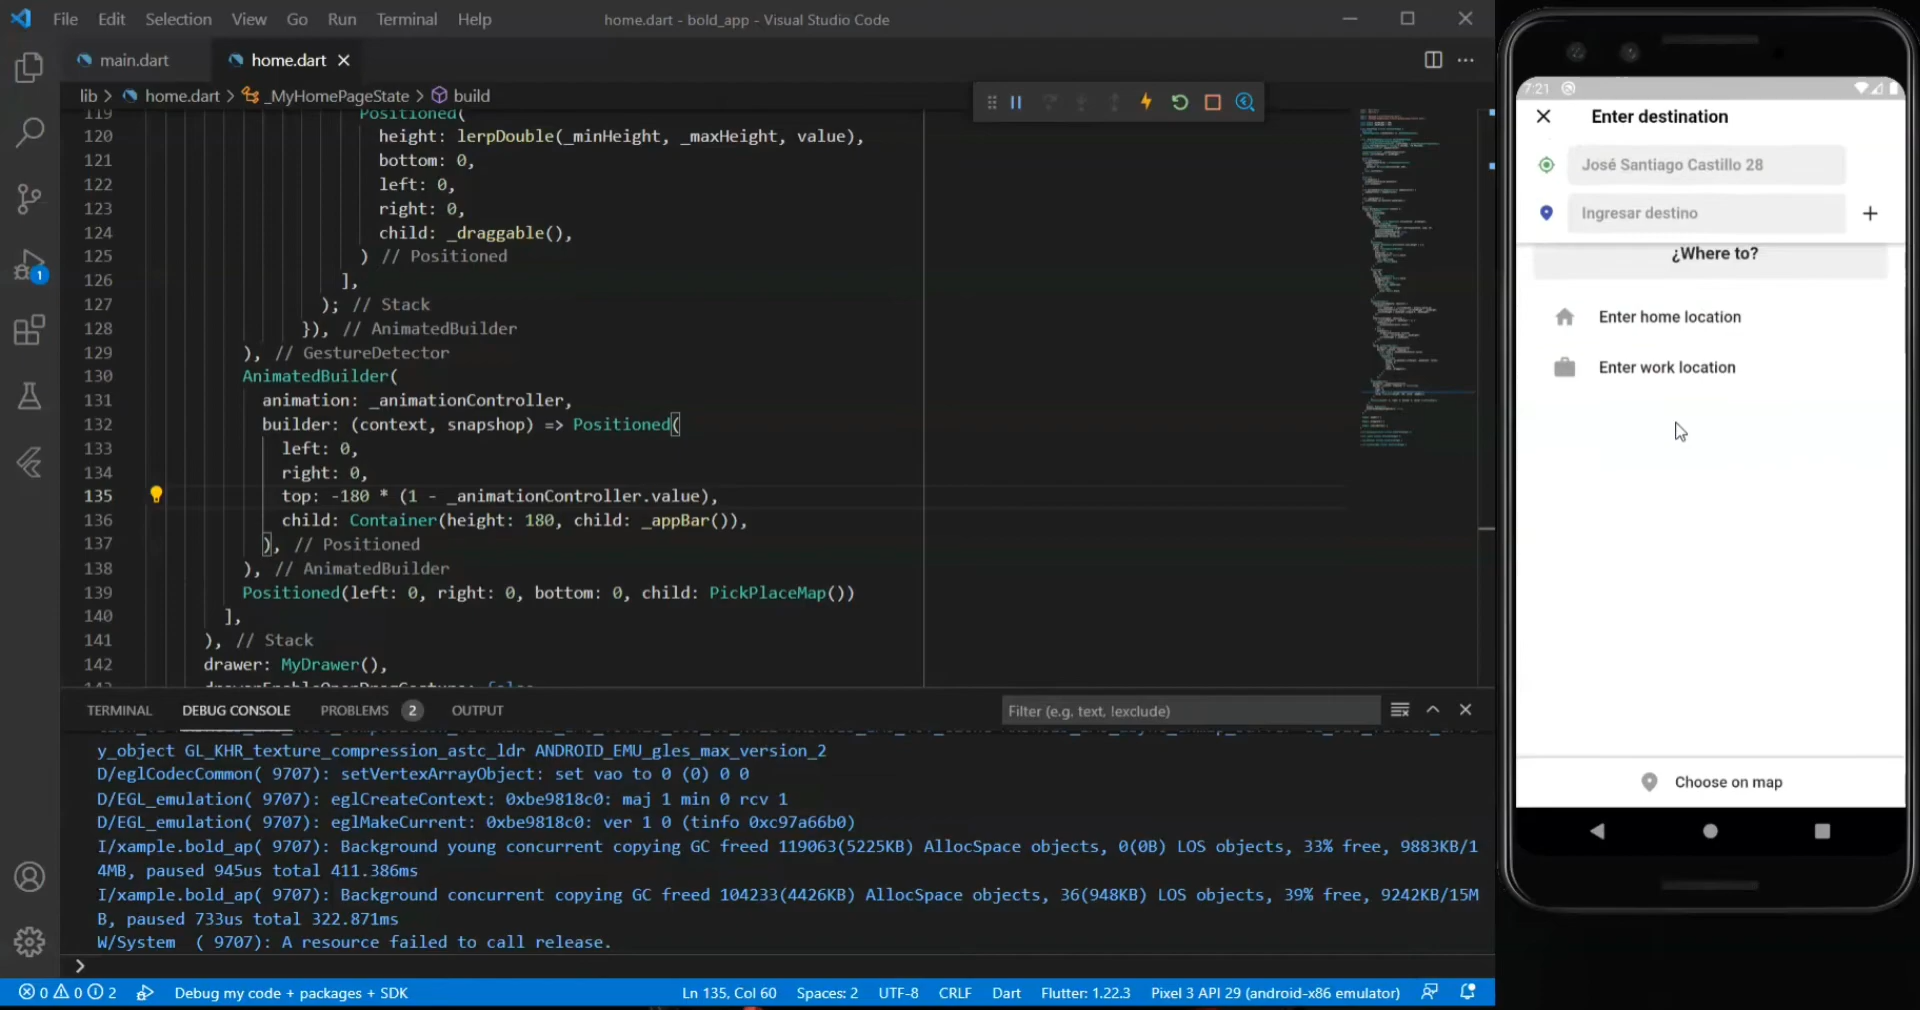 File Edit Selection View Go Run Terminal Help
home.dart - bold_app - Visual Studio Code
main.dart
home.dart
lib > home.dart > _MyHomePageState > build
119 Positioned(
120 height: lerpDouble(_minHeight, _maxHeight, value),
121 bottom: 0,
122 left: 0,
123 right: 0,
124 child: _draggable(),
125 ) // Positioned
126 ],
127 ); // Stack
128 }), // AnimatedBuilder
129 ), // GestureDetector
130 AnimatedBuilder(
131 animation: _animationController,
132 builder: (context, snapshop) => Positioned(
133 left: 0,
134 right: 0,
135 top: -180 * (1 - _animationController.value),
136 child: Container(height: 180, child: _appBar()),
137 ), // Positioned
138 ), // AnimatedBuilder
139 Positioned(left: 0, right: 0, bottom: 0, child: PickPlaceMap())
140 ],
141 ), // Stack
142 drawer: MyDrawer(),
TERMINAL DEBUG CONSOLE PROBLEMS 2 OUTPUT
Filter (e.g. text, !exclude)
y_object GL_KHR_texture_compression_astc_ldr ANDROID_EMU_gles_max_version_2
D/eglCodecCommon( 9707): setVertexArrayObject: set vao to 0 (0) 0 0
D/EGL_emulation( 9707): eglCreateContext: 0xbe9818c0: maj 1 min 0 rcv 1
D/EGL_emulation( 9707): eglMakeCurrent: 0xbe9818c0: ver 1 0 (tinfo 0xc97a66b0)
I/xample.bold_ap( 9707): Background young concurrent copying GC freed 119063(5225KB) AllocSpace objects, 0(0B) LOS objects, 33% free, 9883KB/1
4MB, paused 945us total 411.386ms
I/xample.bold_ap( 9707): Background concurrent copying GC freed 104233(4426KB) AllocSpace objects, 36(948KB) LOS objects, 39% free, 9242KB/15M
B, paused 733us total 322.871ms
W/System ( 9707): A resource failed to call release.
>
0 0 2 Debug my code + packages + SDK
Ln 135, Col 60 Spaces: 2 UTF-8 CRLF Dart Flutter: 1.22.3 Pixel 3 API 29 (android-x86 emulator)
1
7:21
Enter destination
José Santiago Castillo 28
Ingresar destino
¿Where to?
Enter home location
Enter work location
Choose on map